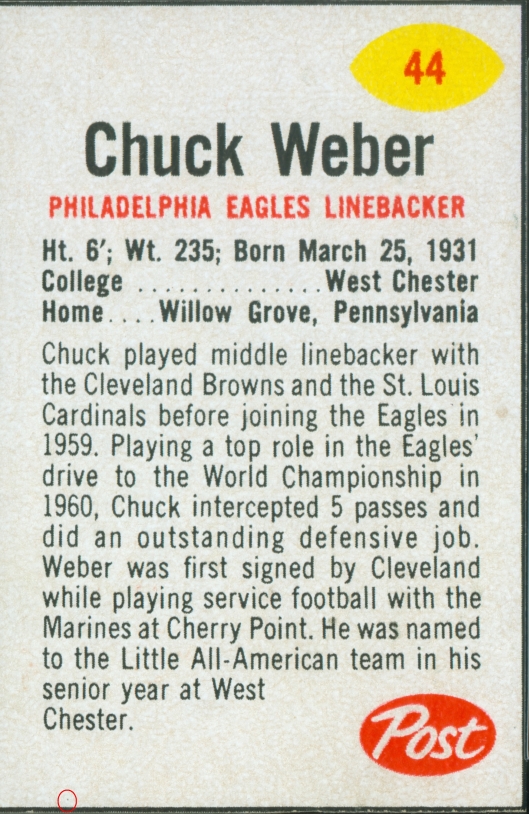 44
Chuck Weber
PHILADELPHIA EAGLES LINEBACKER
Ht. 6'; Wt. 235; Born March 25, 1931
College ..............West Chester
Home....Willow Grove, Pennsylvania
Chuck played middle linebacker with
the Cleveland Browns and the St. Louis
Cardinals before joining the Eagles in
1959. Playing a top role in the Eagles'
drive to the World Championship in
1960, Chuck intercepted 5 passes and
did an outstanding defensive job.
Weber was first signed by Cleveland
while playing service football with the
Marines at Cherry Point. He was named
to the Little All-American team in his
senior year at West
Chester.
Post